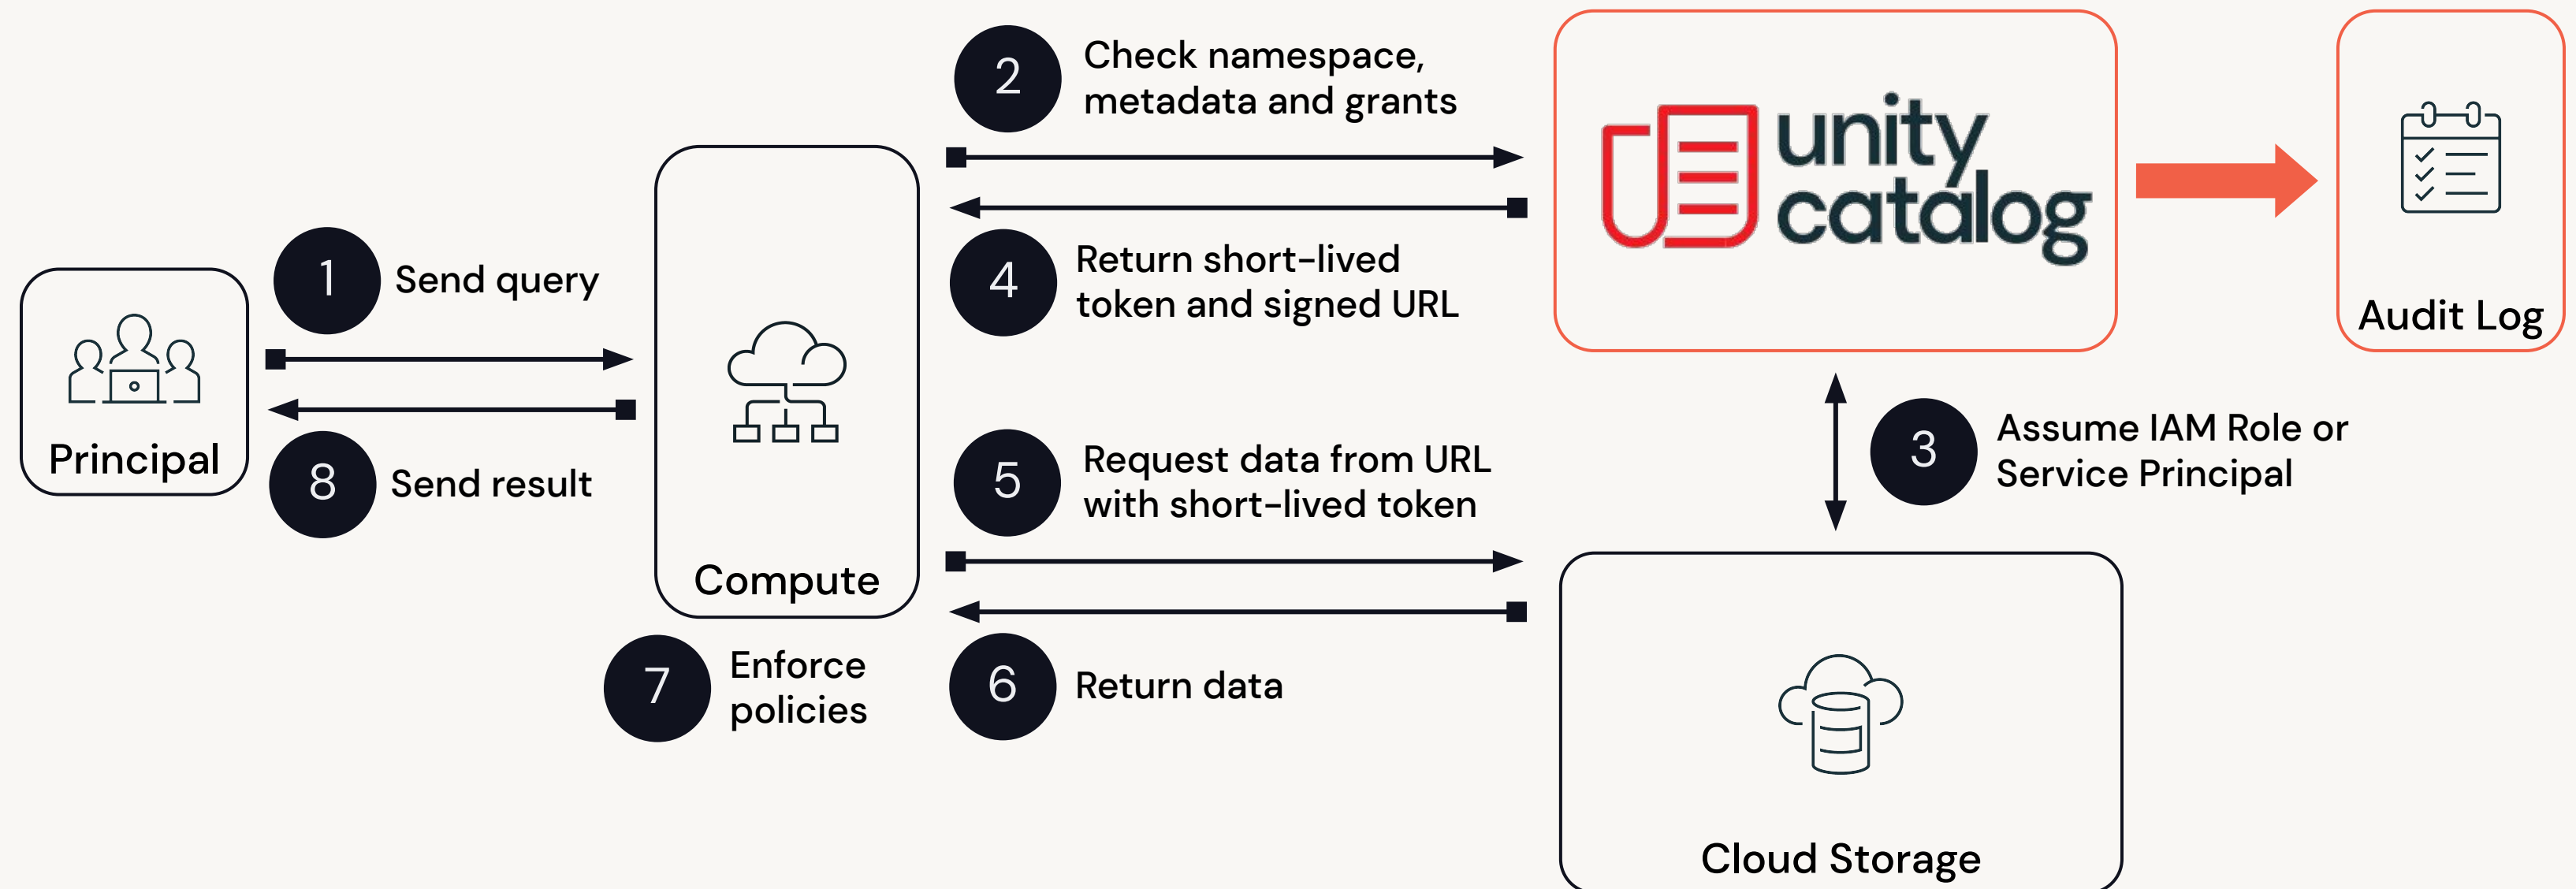 1
Send query
Principal
8
Send result
Compute
7
Enforce
policies
2
Check namespace,
metadata and grants
4
Return short-lived
token and signed URL
5
Request data from URL
with short-lived token
6
Return data
unity
catalog
Audit Log
3
Assume IAM Role or
Service Principal
Cloud Storage